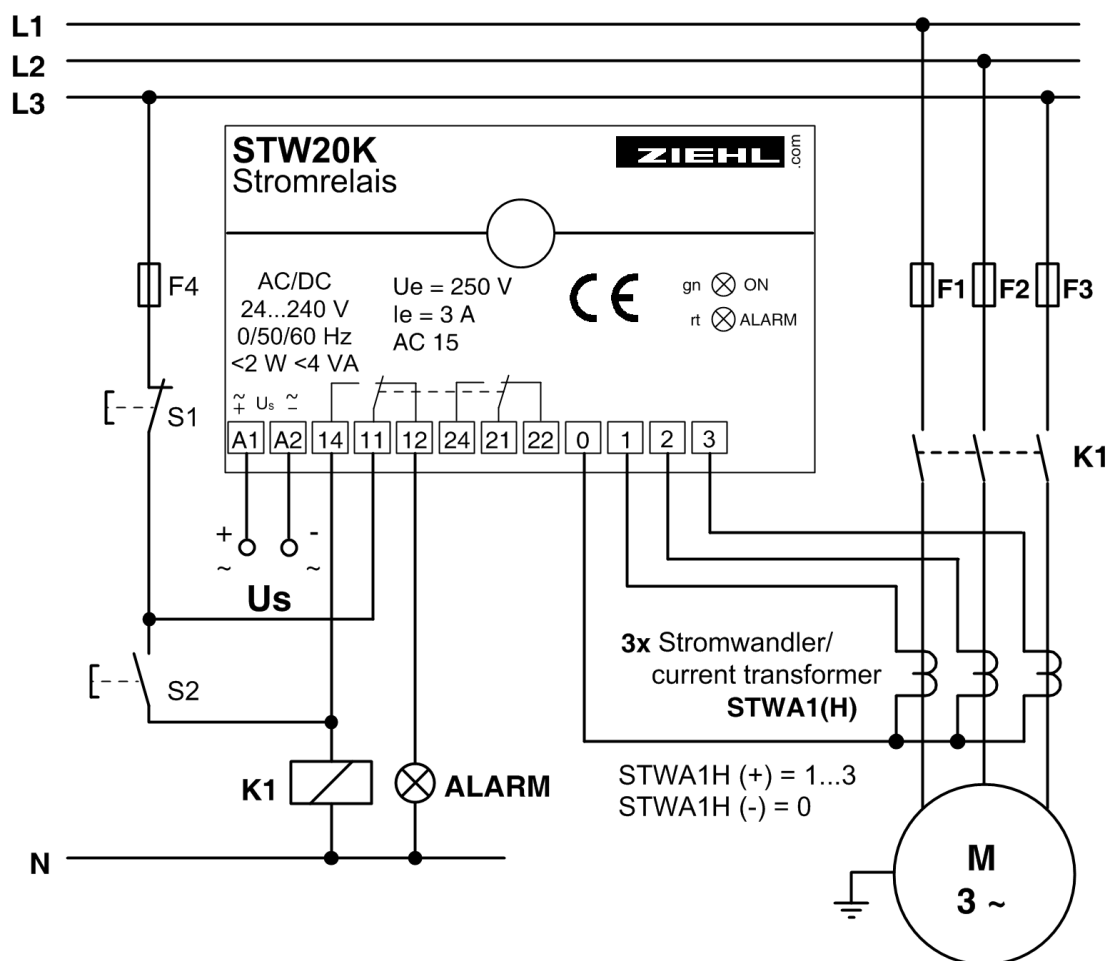 L1
L2
L3
STW20K
Stromrelais
ZIEHL
.com
F4
AC/DC
24...240 V
0/50/60 Hz
<2 W <4 VA
Ue = 250 V
Ie = 3 A
AC 15
CE
gn ON
rt ALARM
F1 F2 F3
S1
~ + Us ~ -
A1 A2 14 11 12 24 21 22 0 1 2 3
K1
+ -
~ ~
Us
S2
3x Stromwandler/
current transformer
STWA1(H)
K1
ALARM
STWA1H (+) = 1...3
STWA1H (-) = 0
N
M
3 ~